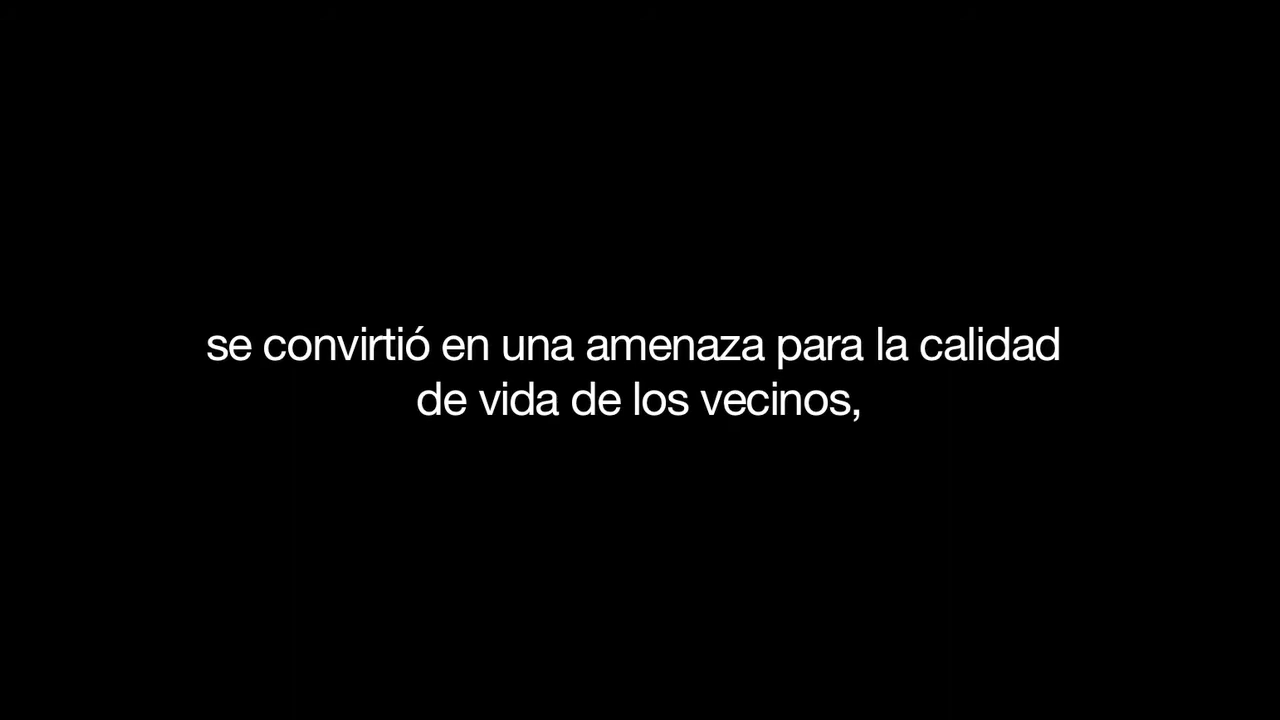 se convirtió en una amenaza para la calidad
de vida de los vecinos,